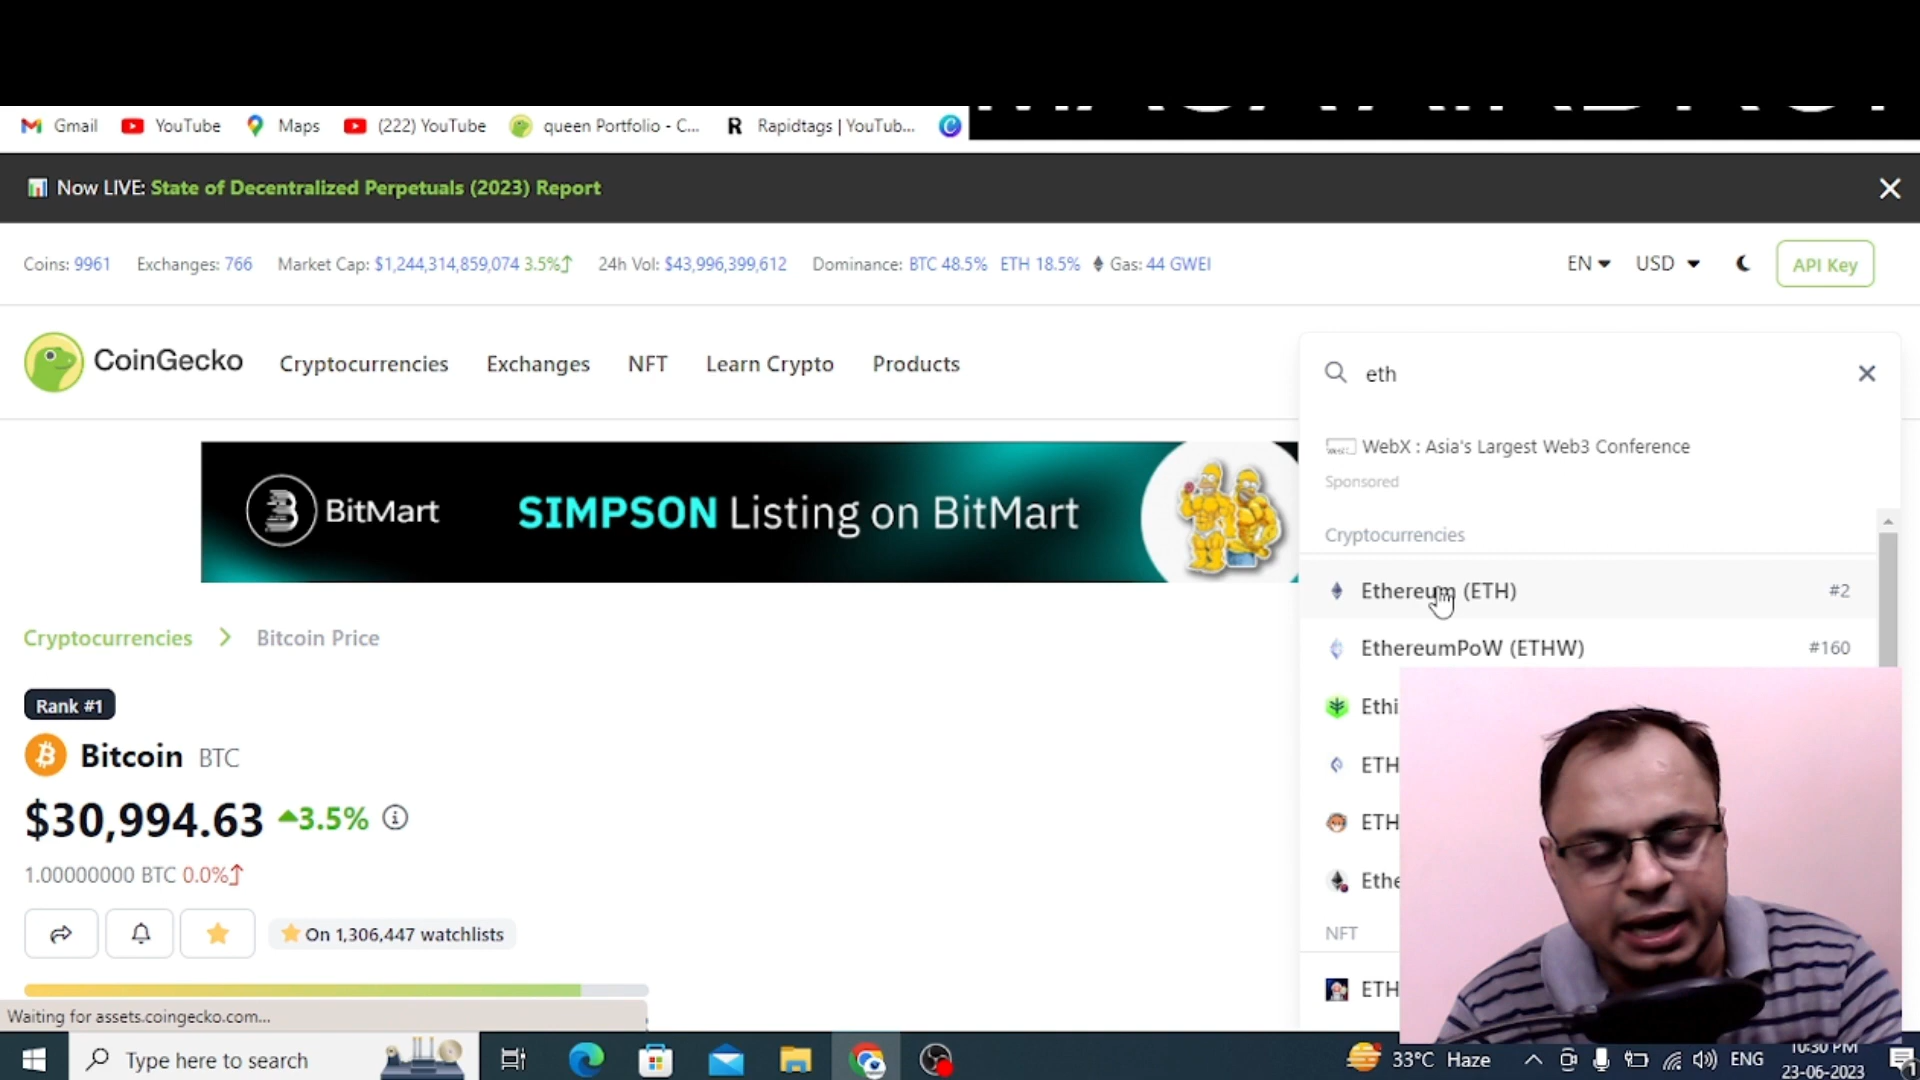 Gmail YouTube Maps (222) YouTube queen Portfolio - C... Rapidtags | YouTub...
Now LIVE: State of Decentralized Perpetuals (2023) Report
Coins: 9961 Exchanges: 766 Market Cap: $1,244,314,859,074 3.5% 24h Vol: $43,996,399,612 Dominance: BTC 48.5% ETH 18.5% Gas: 44 GWEI EN USD API Key
CoinGecko Cryptocurrencies Exchanges NFT Learn Crypto Products
eth
WebX : Asia's Largest Web3 Conference
Sponsored
BitMart SIMPSON Listing on BitMart
Cryptocurrencies
Ethereum (ETH) #2
EthereumPoW (ETHW) #160
Ethi
ETH
ETH
Ethe
NFT
ETH
Cryptocurrencies > Bitcoin Price
Rank #1
Bitcoin BTC
$30,994.63 3.5%
1.00000000 BTC 0.0%
On 1,306,447 watchlists
Waiting for assets.coingecko.com...
Type here to search
33°C Haze ENG 10:30 PM
23-06-2023